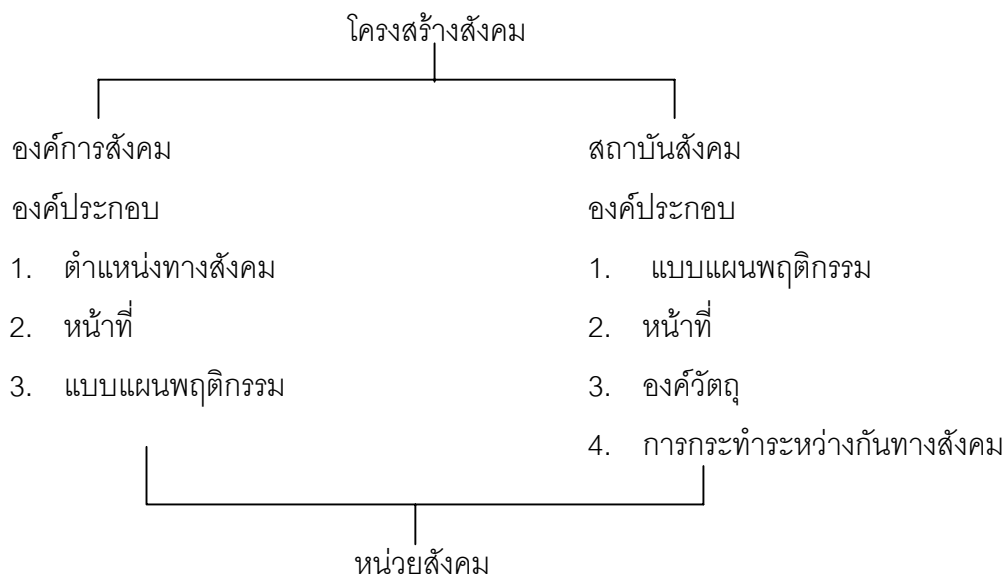 โครงสร้างสังคม
องค์การสังคม
องค์ประกอบ
1. ตำแหน่งทางสังคม
2. หน้าที่
3. แบบแผนพฤติกรรม
สถาบันสังคม
องค์ประกอบ
1. แบบแผนพฤติกรรม
2. หน้าที่
3. องค์วัตถุ
4. การกระทำระหว่างกันทางสังคม
หน่วยสังคม